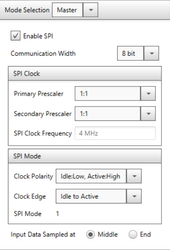 Mode Selection Master
Enable SPI
Communication Width 8 bit
SPI Clock
Primary Prescaler 1:1
Secondary Prescaler 1:1
SPI Clock Frequency 4 MHz
SPI Mode
Clock Polarity Idle:Low, Active:High
Clock Edge Idle to Active
SPI Mode 1
Input Data Sampled at Middle End